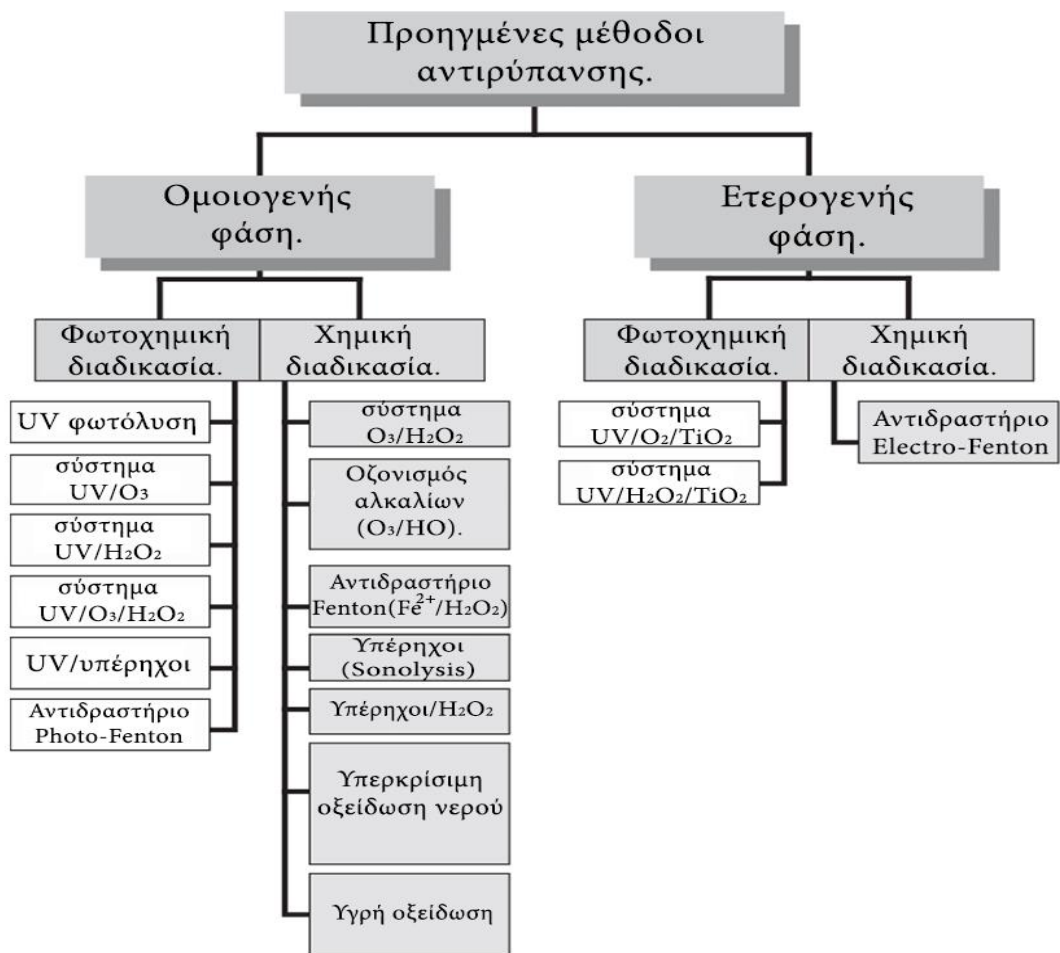 Προηγμένες μέθοδοι
αντιρύπανσης.
Ομοιογενής
φάση.
Ετερογενής
φάση.
Φωτοχημική
διαδικασία.
Χημική
διαδικασία.
Φωτοχημική
διαδικασία.
Χημική
διαδικασία.
UV φωτόλυση
σύστημα
UV/O₃
σύστημα
UV/H₂O₂
σύστημα
UV/O₃/H₂O₂
UV/υπέρηχοι
Αντιδραστήριο
Photo-Fenton
σύστημα
O₃/H₂O₂
Οζονισμός
αλκαλίων
(O₃/HO).
Αντιδραστήριο
Fenton(Fe²⁺/H₂O₂)
Υπέρηχοι
(Sonolysis)
Υπέρηχοι/H₂O₂
Υπερκρίσιμη
οξείδωση νερού
Υγρή οξείδωση
σύστημα
UV/O₂/TiO₂
σύστημα
UV/H₂O₂/TiO₂
Αντιδραστήριο
Electro-Fenton